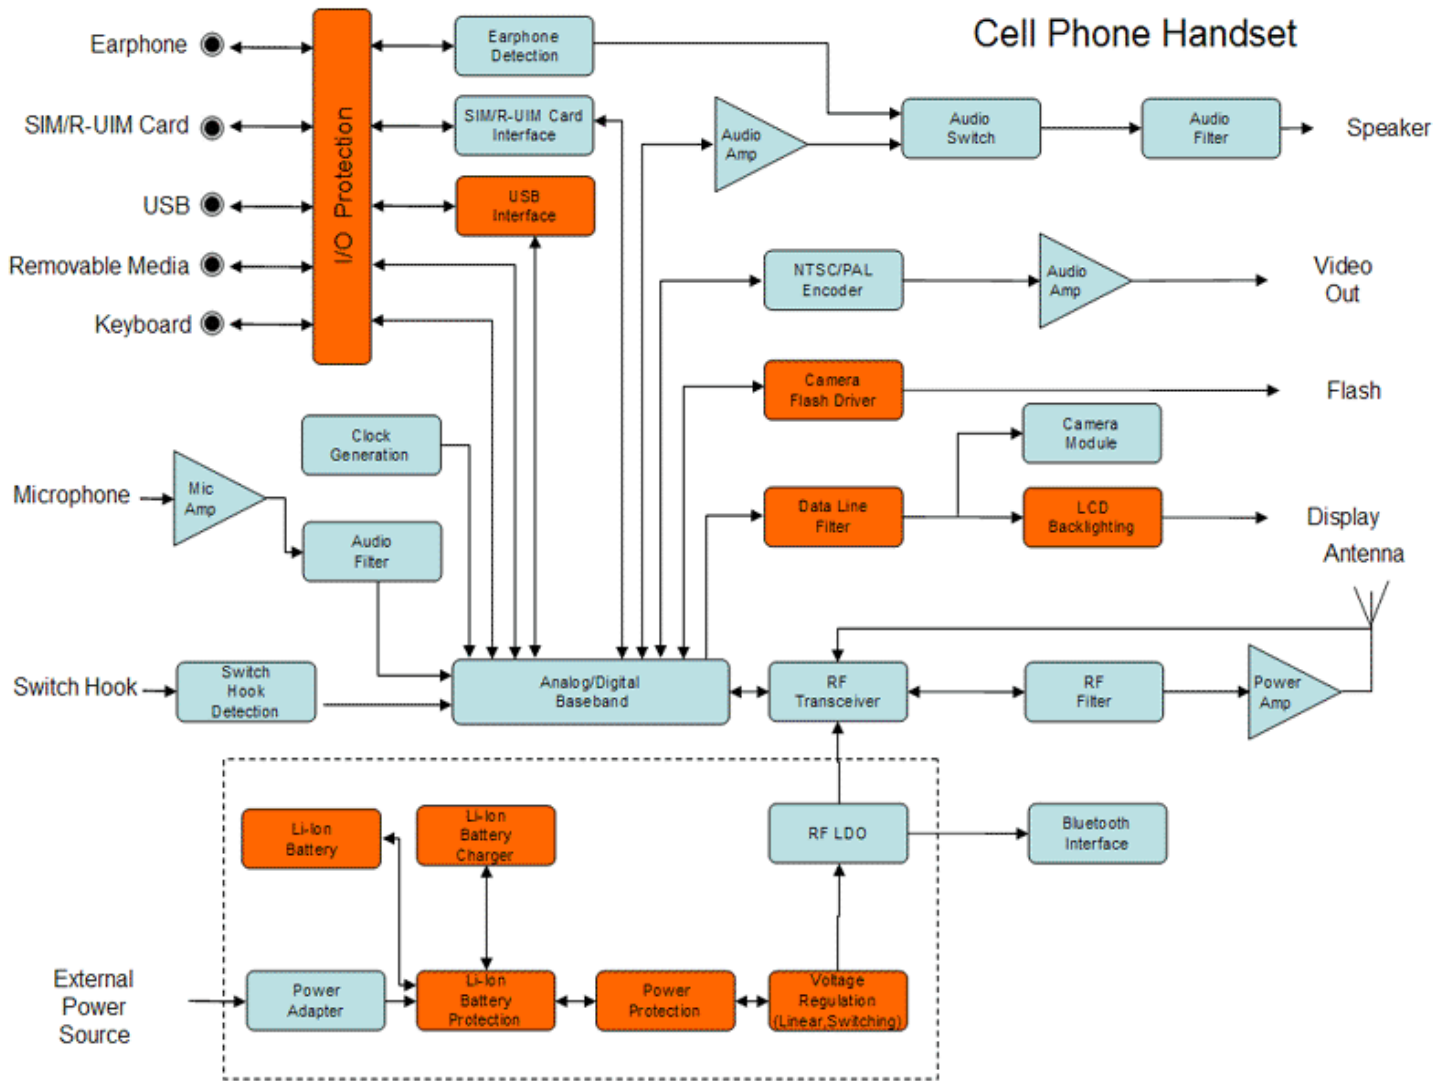 Cell Phone Handset
Earphone
SIM/R-UIM Card
USB
Removable Media
Keyboard
I/O Protection
Earphone
Detection
SIM/R-UIM Card
Interface
USB
Interface
Audio
Amp
Audio
Switch
Audio
Filter
Speaker
NTSC/PAL
Encoder
Audio
Amp
Video
Out
Camera
Flash Driver
Flash
Camera
Module
Clock
Generation
Microphone
Mic
Amp
Audio
Filter
Data Line
Filter
LCD
Backlighting
Display
Antenna
Switch Hook
Switch
Hook
Detection
Analog/Digital
Baseband
RF
Transceiver
RF
Filter
Power
Amp
Li-Ion
Battery
Li-Ion
Battery
Charger
RF LDO
Bluetooth
Interface
External
Power
Source
Power
Adapter
Li-Ion
Battery
Protection
Power
Protection
Voltage
Regulation
(Linear,Switching)